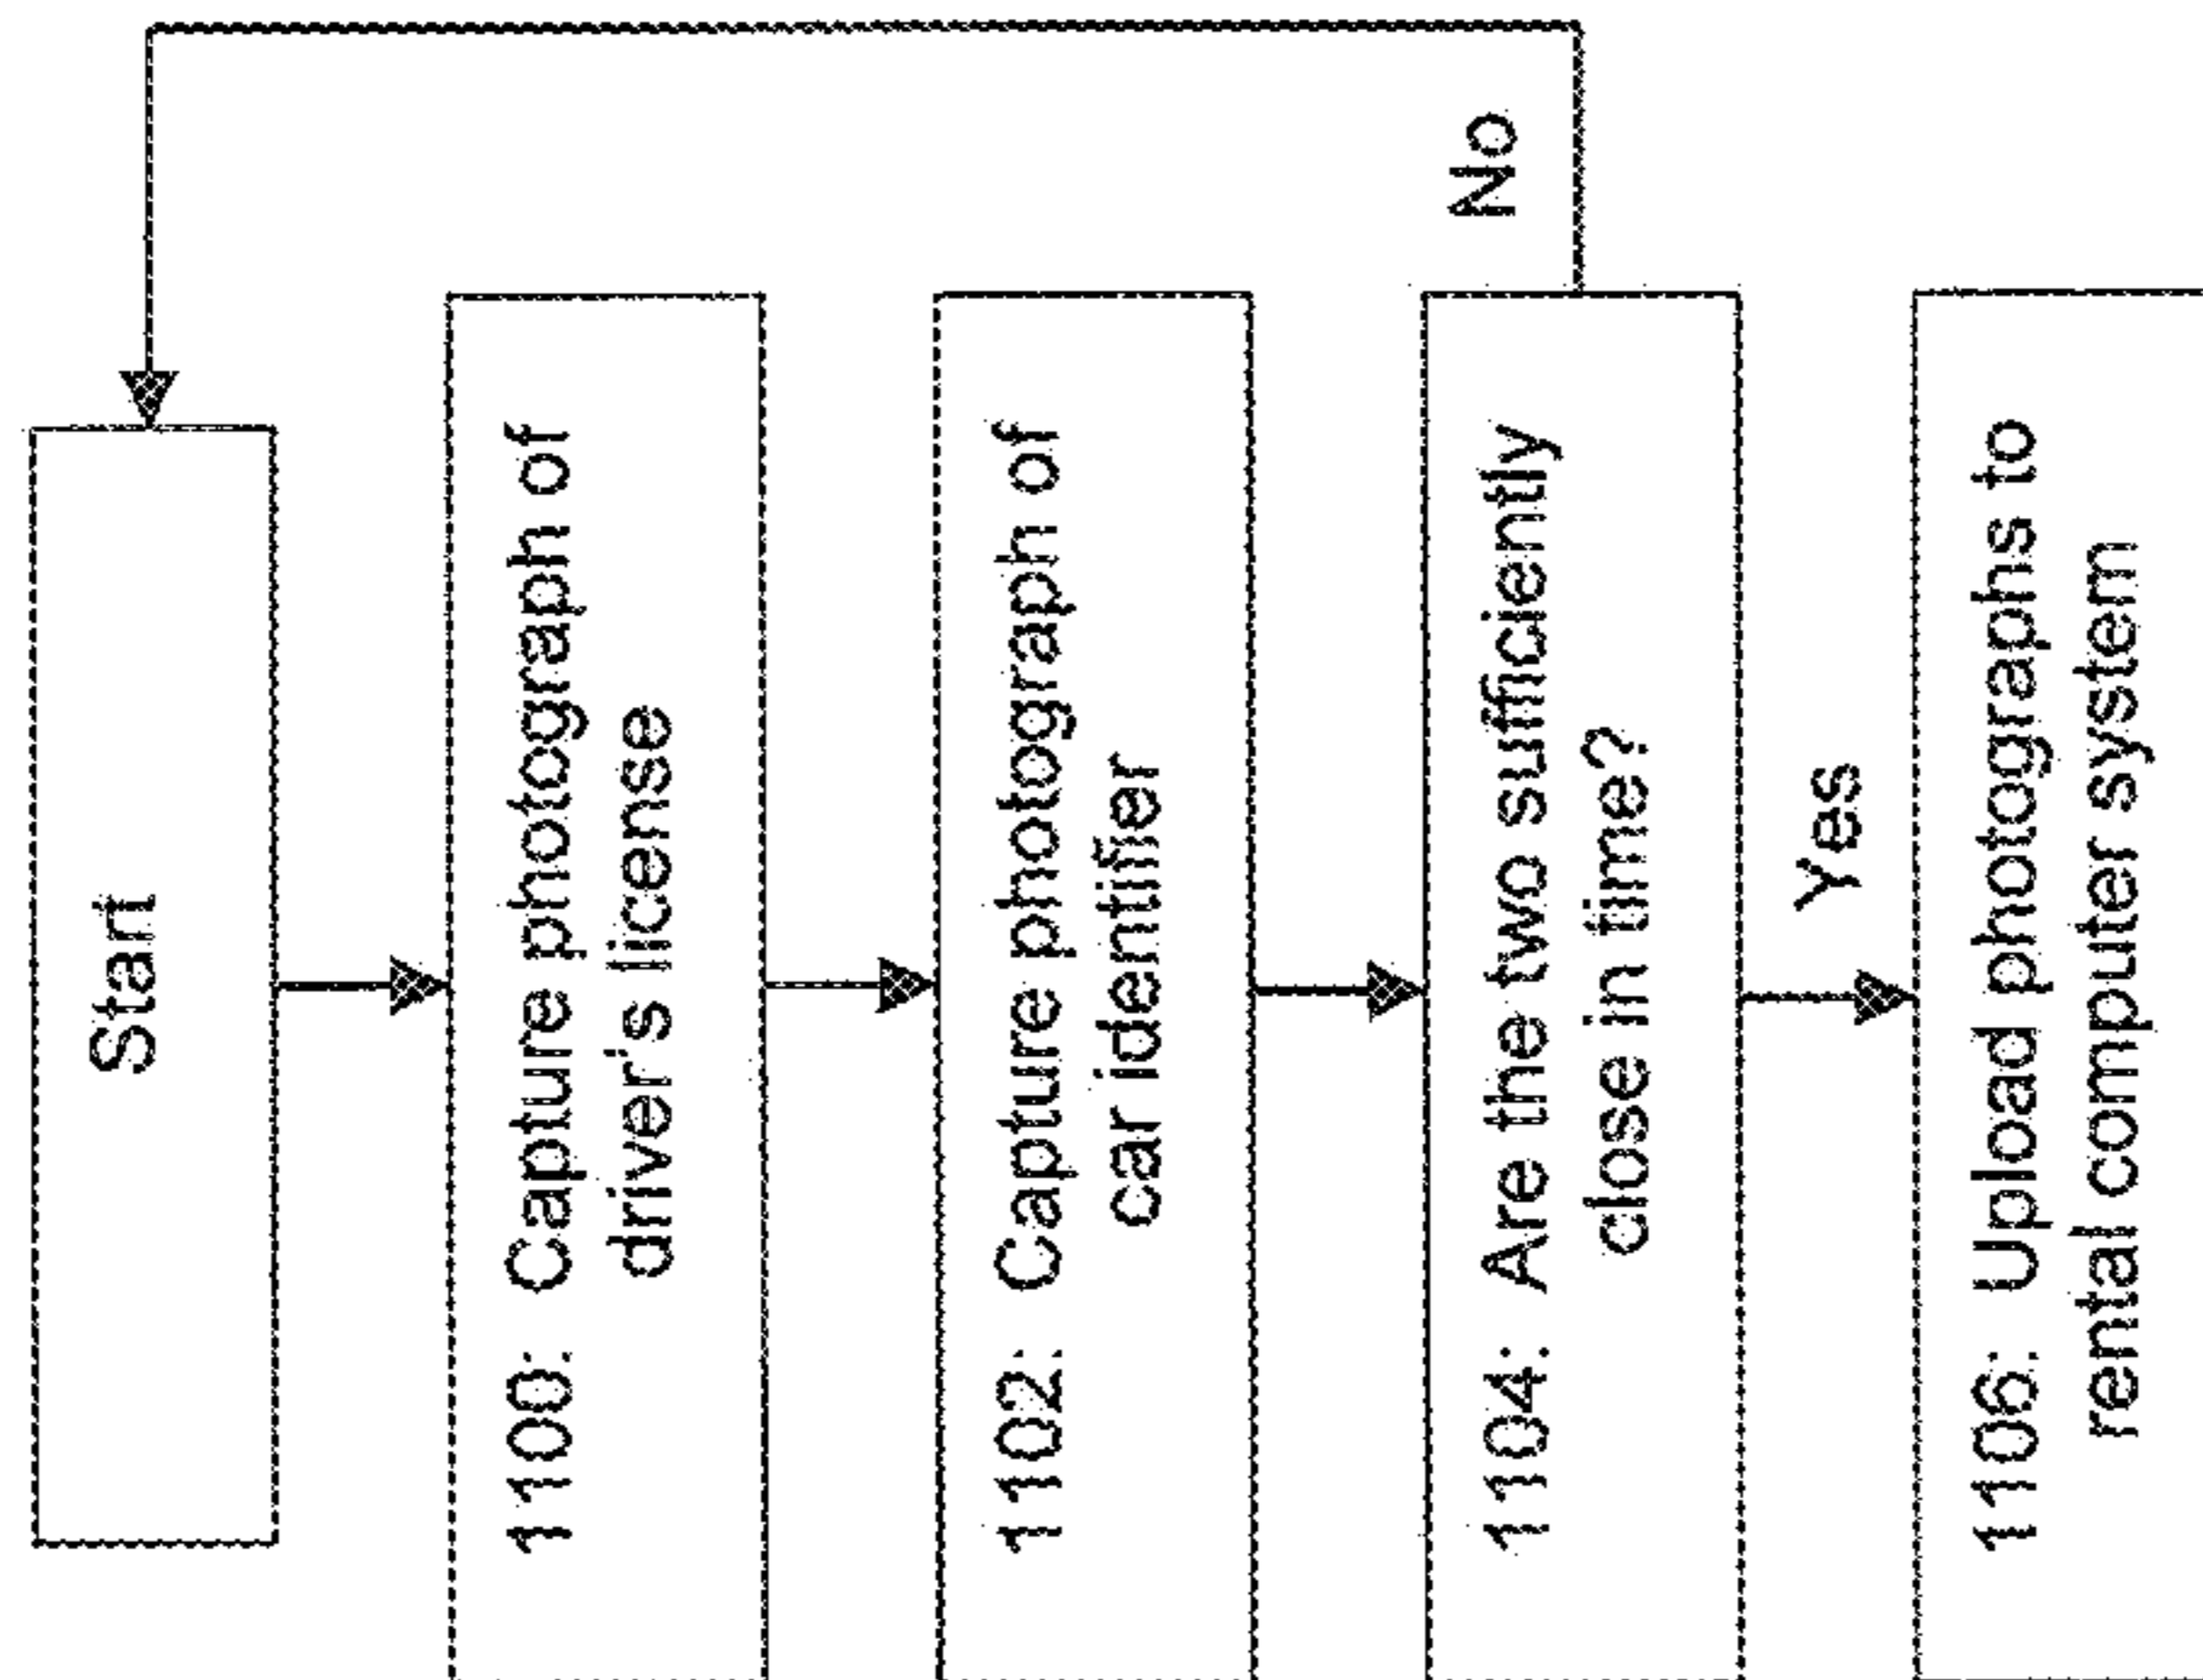 Start
1100: Capture photograph of
driver's license
1102: Capture photograph of
car identifier
1104: Are the two sufficiently
close in time?
No
Yes
1106: Upload photographs to
rental computer system